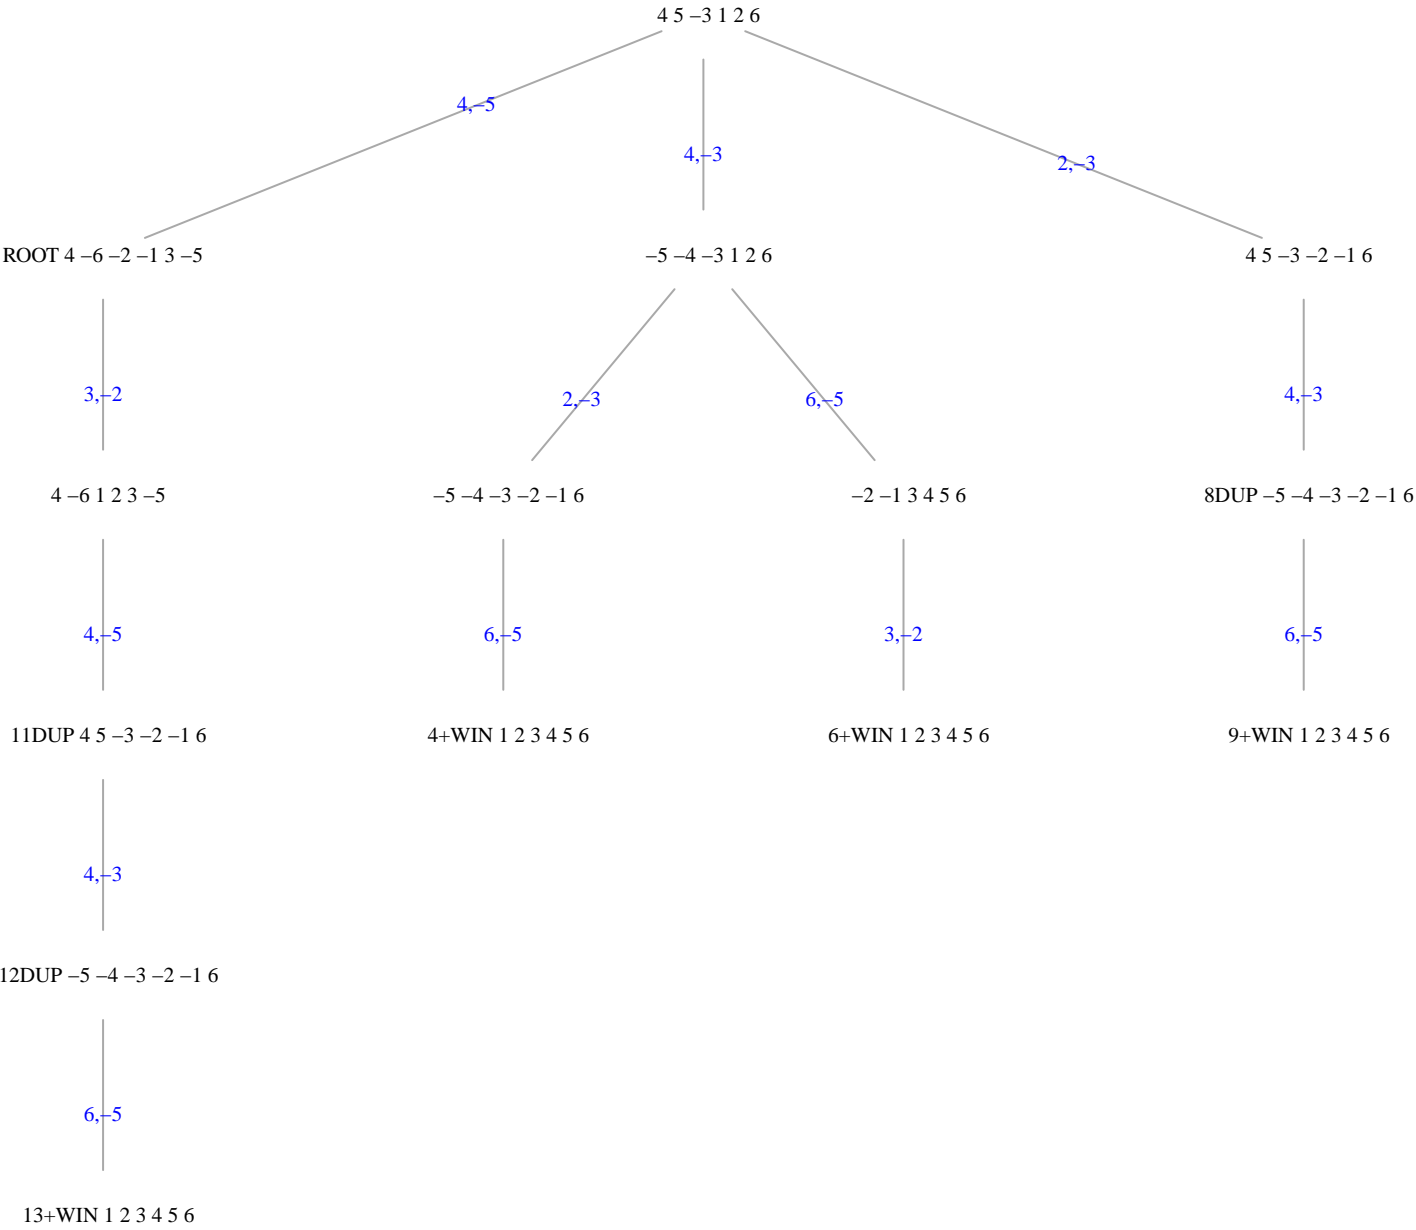 4 5 –3 1 2 6
4,–5
4,–3
2,–3
ROOT 4 –6 –2 –1 3 –5
–5 –4 –3 1 2 6
4 5 –3 –2 –1 6
3,–2
2,–3
6,–5
4,–3
4 –6 1 2 3 –5
–5 –4 –3 –2 –1 6
–2 –1 3 4 5 6
8DUP –5 –4 –3 –2 –1 6
4,–5
6,–5
3,–2
6,–5
11DUP 4 5 –3 –2 –1 6
4+WIN 1 2 3 4 5 6
6+WIN 1 2 3 4 5 6
9+WIN 1 2 3 4 5 6
4,–3
12DUP –5 –4 –3 –2 –1 6
6,–5
13+WIN 1 2 3 4 5 6